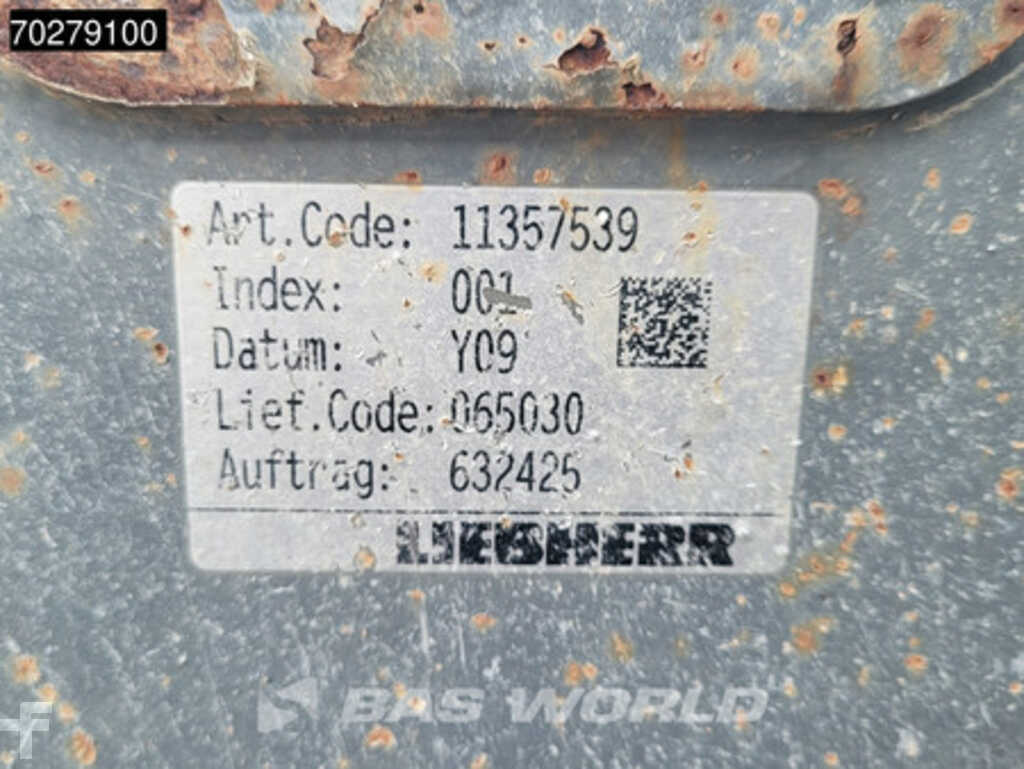 70279100
Art.Code: 11357539
Index: 001
Datum: Y09
Lief.Code: 065030
Auftrag: 632425
LIEBHERR
BAS WORLD